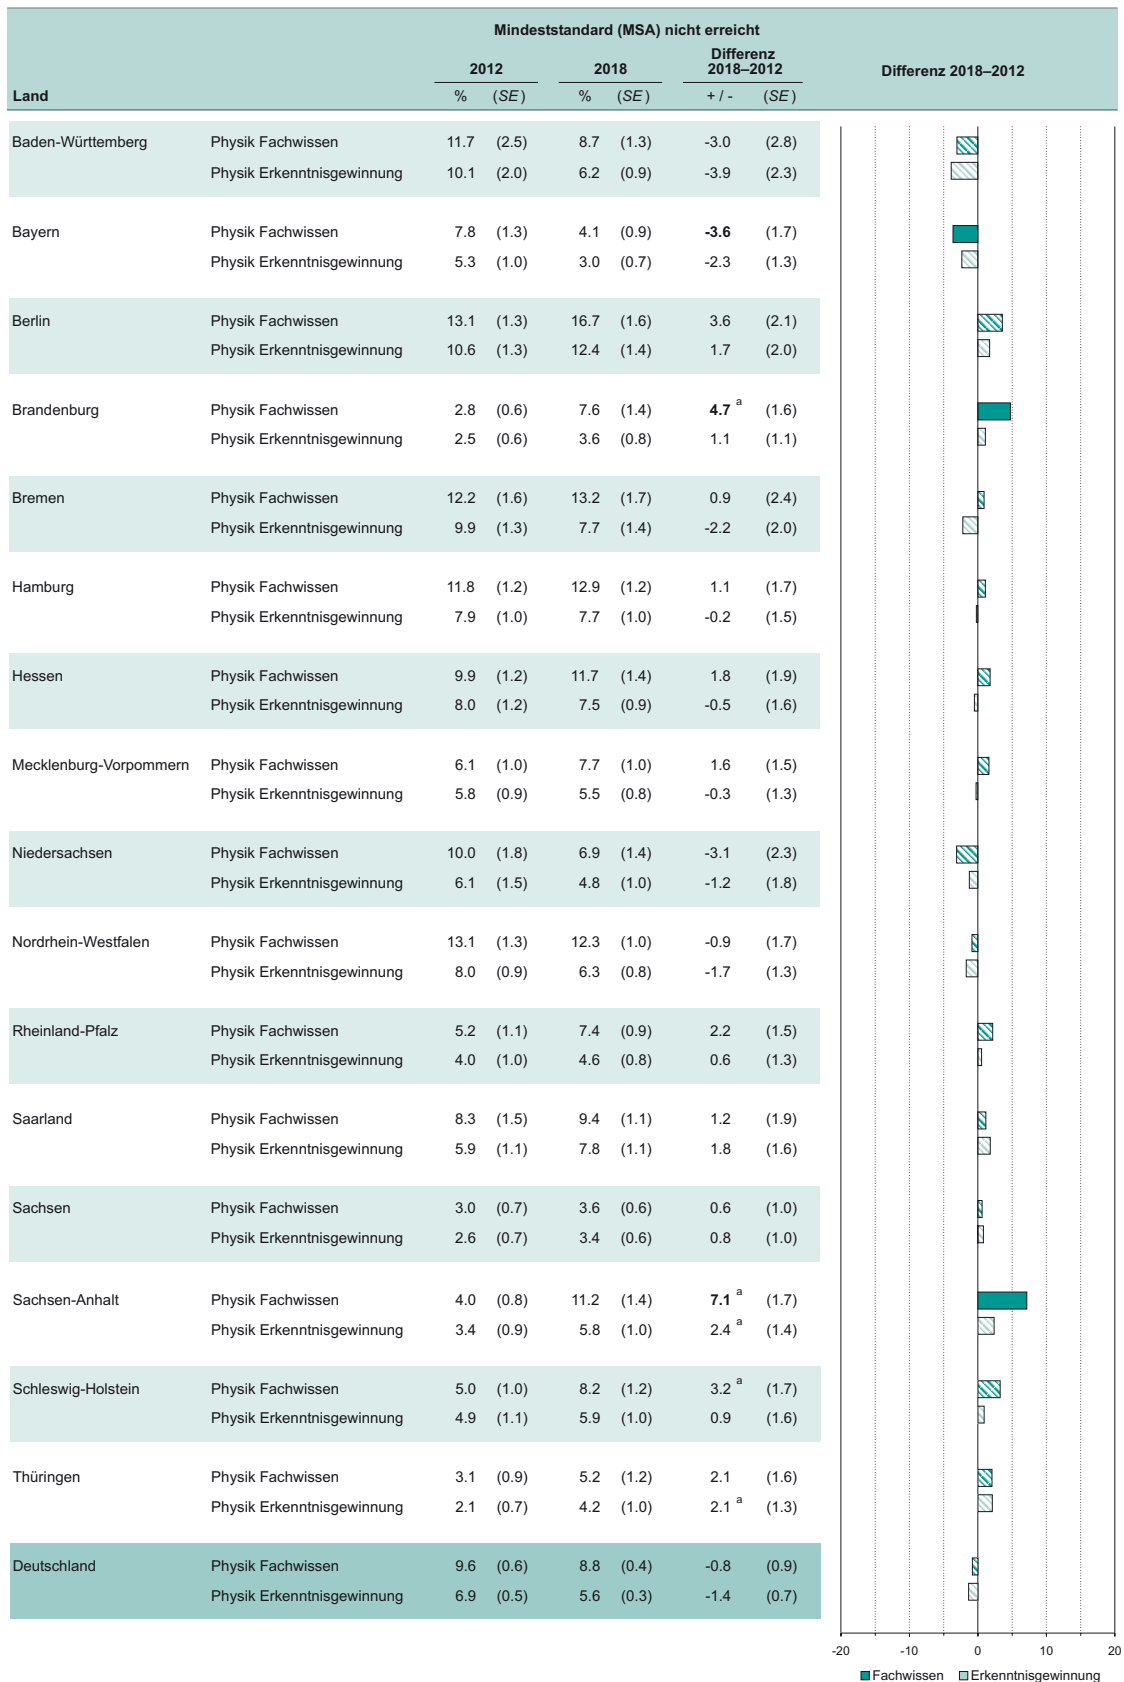 Mindeststandard (MSA) nicht erreicht
2012 2018 Differenz 2018–2012 Differenz 2018–2012
Land % (SE) % (SE) + / - (SE)
Baden-Württemberg Physik Fachwissen 11.7 (2.5) 8.7 (1.3) -3.0 (2.8)
Physik Erkenntnisgewinnung 10.1 (2.0) 6.2 (0.9) -3.9 (2.3)
Bayern Physik Fachwissen 7.8 (1.3) 4.1 (0.9) -3.6 (1.7)
Physik Erkenntnisgewinnung 5.3 (1.0) 3.0 (0.7) -2.3 (1.3)
Berlin Physik Fachwissen 13.1 (1.3) 16.7 (1.6) 3.6 (2.1)
Physik Erkenntnisgewinnung 10.6 (1.3) 12.4 (1.4) 1.7 (2.0)
Brandenburg Physik Fachwissen 2.8 (0.6) 7.6 (1.4) 4.7 a (1.6)
Physik Erkenntnisgewinnung 2.5 (0.6) 3.6 (0.8) 1.1 (1.1)
Bremen Physik Fachwissen 12.2 (1.6) 13.2 (1.7) 0.9 (2.4)
Physik Erkenntnisgewinnung 9.9 (1.3) 7.7 (1.4) -2.2 (2.0)
Hamburg Physik Fachwissen 11.8 (1.2) 12.9 (1.2) 1.1 (1.7)
Physik Erkenntnisgewinnung 7.9 (1.0) 7.7 (1.0) -0.2 (1.5)
Hessen Physik Fachwissen 9.9 (1.2) 11.7 (1.4) 1.8 (1.9)
Physik Erkenntnisgewinnung 8.0 (1.2) 7.5 (0.9) -0.5 (1.6)
Mecklenburg-Vorpommern Physik Fachwissen 6.1 (1.0) 7.7 (1.0) 1.6 (1.5)
Physik Erkenntnisgewinnung 5.8 (0.9) 5.5 (0.8) -0.3 (1.3)
Niedersachsen Physik Fachwissen 10.0 (1.8) 6.9 (1.4) -3.1 (2.3)
Physik Erkenntnisgewinnung 6.1 (1.5) 4.8 (1.0) -1.2 (1.8)
Nordrhein-Westfalen Physik Fachwissen 13.1 (1.3) 12.3 (1.0) -0.9 (1.7)
Physik Erkenntnisgewinnung 8.0 (0.9) 6.3 (0.8) -1.7 (1.3)
Rheinland-Pfalz Physik Fachwissen 5.2 (1.1) 7.4 (0.9) 2.2 (1.5)
Physik Erkenntnisgewinnung 4.0 (1.0) 4.6 (0.8) 0.6 (1.3)
Saarland Physik Fachwissen 8.3 (1.5) 9.4 (1.1) 1.2 (1.9)
Physik Erkenntnisgewinnung 5.9 (1.1) 7.8 (1.1) 1.8 (1.6)
Sachsen Physik Fachwissen 3.0 (0.7) 3.6 (0.6) 0.6 (1.0)
Physik Erkenntnisgewinnung 2.6 (0.7) 3.4 (0.6) 0.8 (1.0)
Sachsen-Anhalt Physik Fachwissen 4.0 (0.8) 11.2 (1.4) 7.1 a (1.7)
Physik Erkenntnisgewinnung 3.4 (0.9) 5.8 (1.0) 2.4 a (1.4)
Schleswig-Holstein Physik Fachwissen 5.0 (1.0) 8.2 (1.2) 3.2 a (1.7)
Physik Erkenntnisgewinnung 4.9 (1.1) 5.9 (1.0) 0.9 (1.6)
Thüringen Physik Fachwissen 3.1 (0.9) 5.2 (1.2) 2.1 (1.6)
Physik Erkenntnisgewinnung 2.1 (0.7) 4.2 (1.0) 2.1 a (1.3)
Deutschland Physik Fachwissen 9.6 (0.6) 8.8 (0.4) -0.8 (0.9)
Physik Erkenntnisgewinnung 6.9 (0.5) 5.6 (0.3) -1.4 (0.7)
-20 -10 0 10 20
Fachwissen Erkenntnisgewinnung